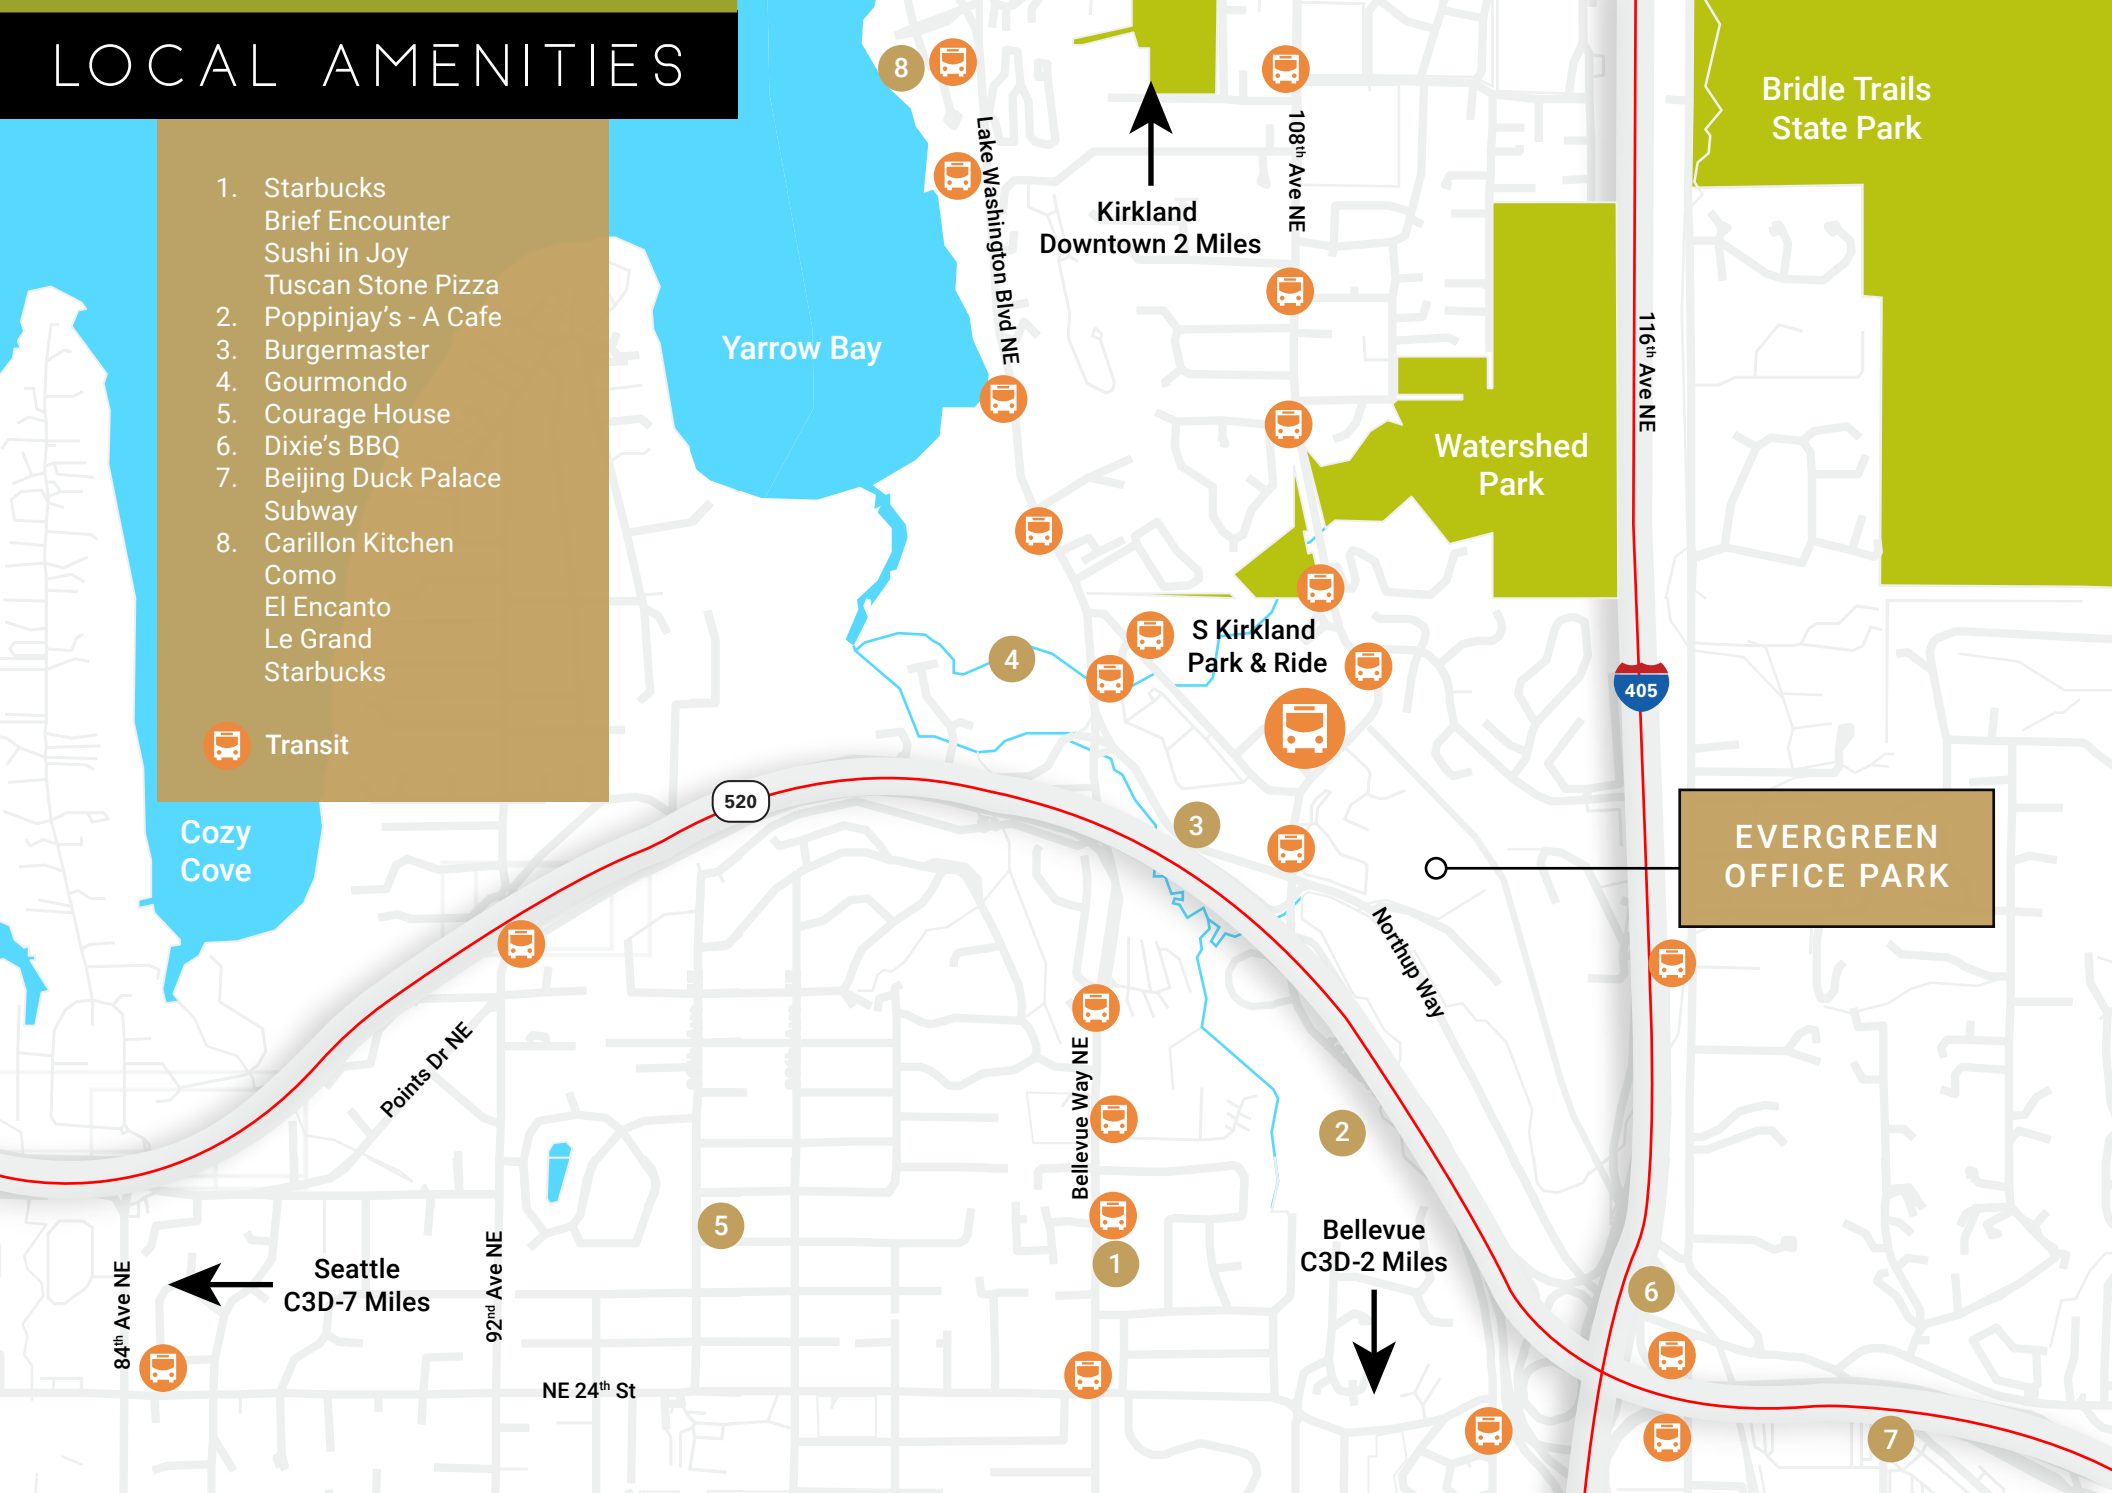 LOCAL AMENITIES
1. Starbucks
Brief Encounter
Sushi in Joy
Tuscan Stone Pizza
2. Poppinjay’s - A Cafe
3. Burgermaster
4. Gourmondo
5. Courage House
6. Dixie’s BBQ
7. Beijing Duck Palace
Subway
8. Carillon Kitchen
Como
El Encanto
Le Grand
Starbucks
Transit
8
Lake Washington Blvd NE
Kirkland
Downtown 2 Miles
108th Ave NE
Bridle Trails
State Park
Yarrow Bay
116th Ave NE
Watershed
Park
S Kirkland
Park & Ride
4
405
520
3
EVERGREEN
OFFICE PARK
Cozy
Cove
Northup Way
Points Dr NE
Bellevue Way NE
2
5
1
Bellevue
C3D-2 Miles
Seattle
C3D-7 Miles
84th Ave NE
92nd Ave NE
6
NE 24th St
7